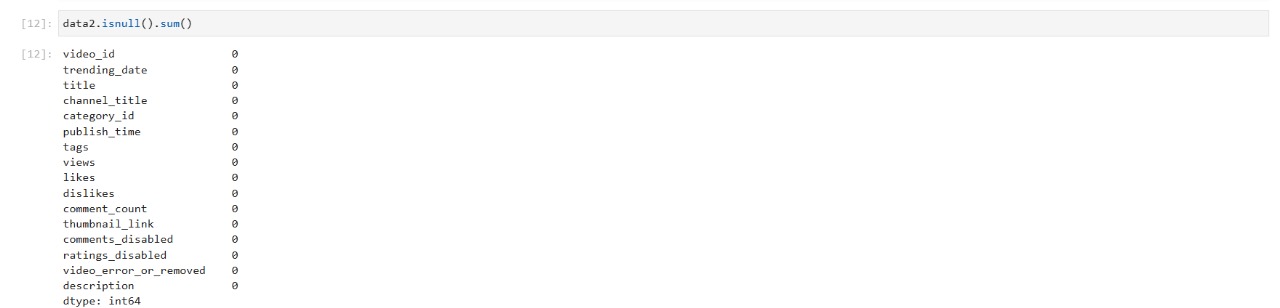 [12]: data2.isnull().sum()
[12]: video_id 0
trending_date 0
title 0
channel_title 0
category_id 0
publish_time 0
tags 0
views 0
likes 0
dislikes 0
comment_count 0
thumbnail_link 0
comments_disabled 0
ratings_disabled 0
video_error_or_removed 0
description 0
dtype: int64